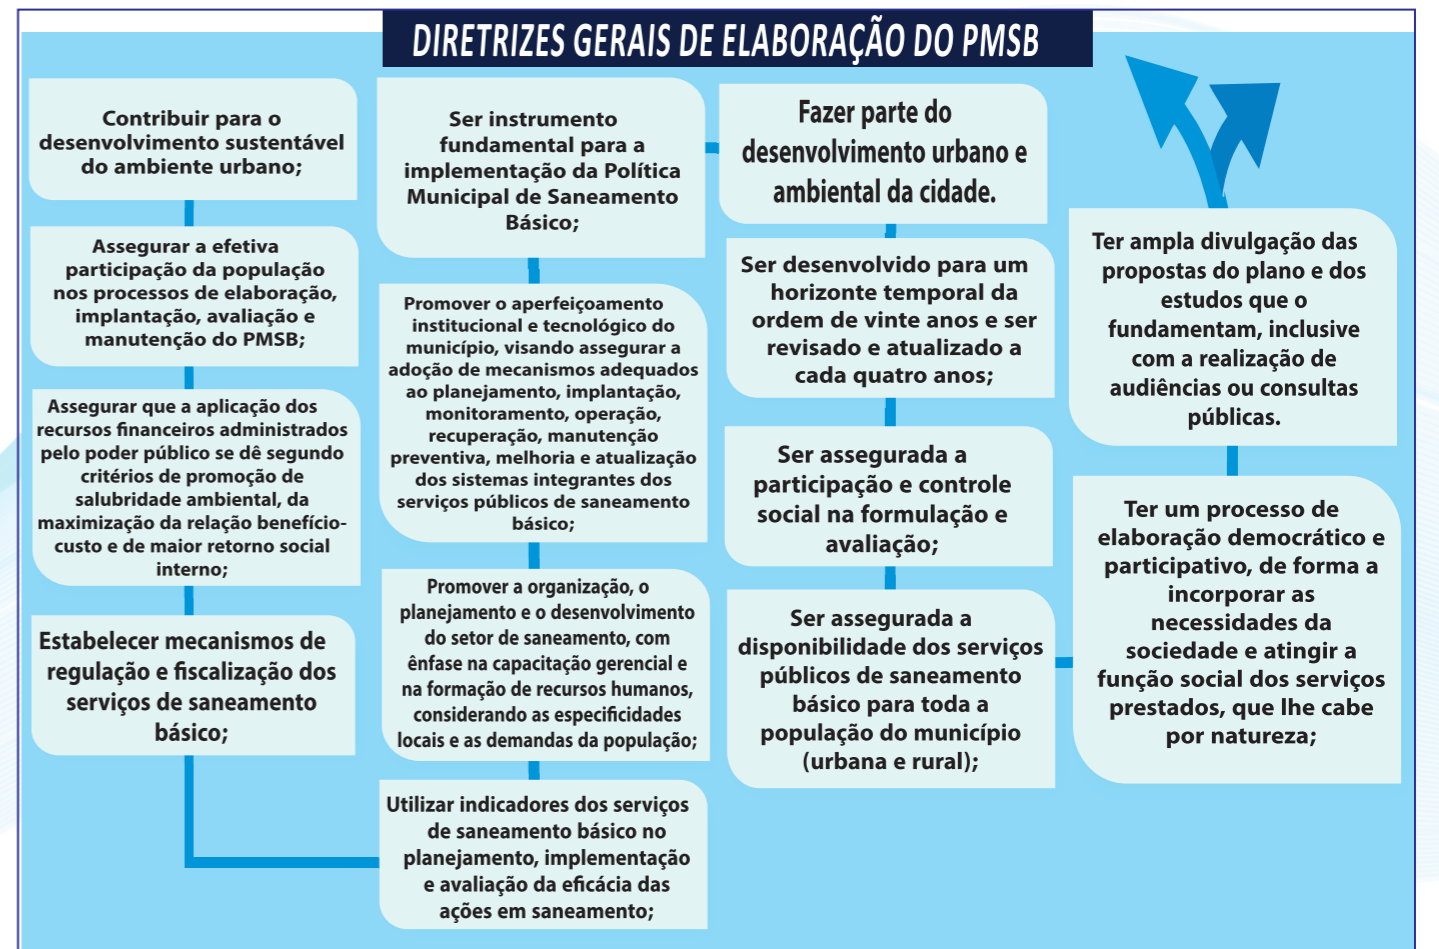 DIRETRIZES GERAIS DE ELABORAÇÃO DO PMSB
Contribuir para o
desenvolvimento sustentável
do ambiente urbano;
Assegurar a efetiva
participação da população
nos processos de elaboração,
implantação, avaliação e
manutenção do PMSB;
Assegurar que a aplicação dos
recursos financeiros administrados
pelo poder público se dê segundo
critérios de promoção de
salubridade ambiental, da
maximização da relação benefício-
custo e de maior retorno social
interno;
Estabelecer mecanismos de
regulação e fiscalização dos
serviços de saneamento
básico;
Utilizar indicadores dos serviços
de saneamento básico no
planejamento, implementação
e avaliação da eficácia das
ações em saneamento;
Promover a organização, o
planejamento e o desenvolvimento
do setor de saneamento, com
ênfase na capacitação gerencial e
na formação de recursos humanos,
considerando as especificidades
locais e as demandas da população;
Promover o aperfeiçoamento
institucional e tecnológico do
município, visando assegurar a
adoção de mecanismos adequados
ao planejamento, implantação,
monitoramento, operação,
recuperação, manutenção
preventiva, melhoria e atualização
dos sistemas integrantes dos
serviços públicos de saneamento
básico;
Ser instrumento
fundamental para a
implementação da Política
Municipal de Saneamento
Básico;
Fazer parte do
desenvolvimento urbano e
ambiental da cidade.
Ser desenvolvido para um
horizonte temporal da
ordem de vinte anos e ser
revisado e atualizado a
cada quatro anos;
Ser assegurada a
participação e controle
social na formulação e
avaliação;
Ser assegurada a
disponibilidade dos serviços
públicos de saneamento
básico para toda a
população do município
(urbana e rural);
Ter um processo de
elaboração democrático e
participativo, de forma a
incorporar as
necessidades da
sociedade e atingir a
função social dos serviços
prestados, que lhe cabe
por natureza;
Ter ampla divulgação das
propostas do plano e dos
estudos que o
fundamentam, inclusive
com a realização de
audiências ou consultas
públicas.